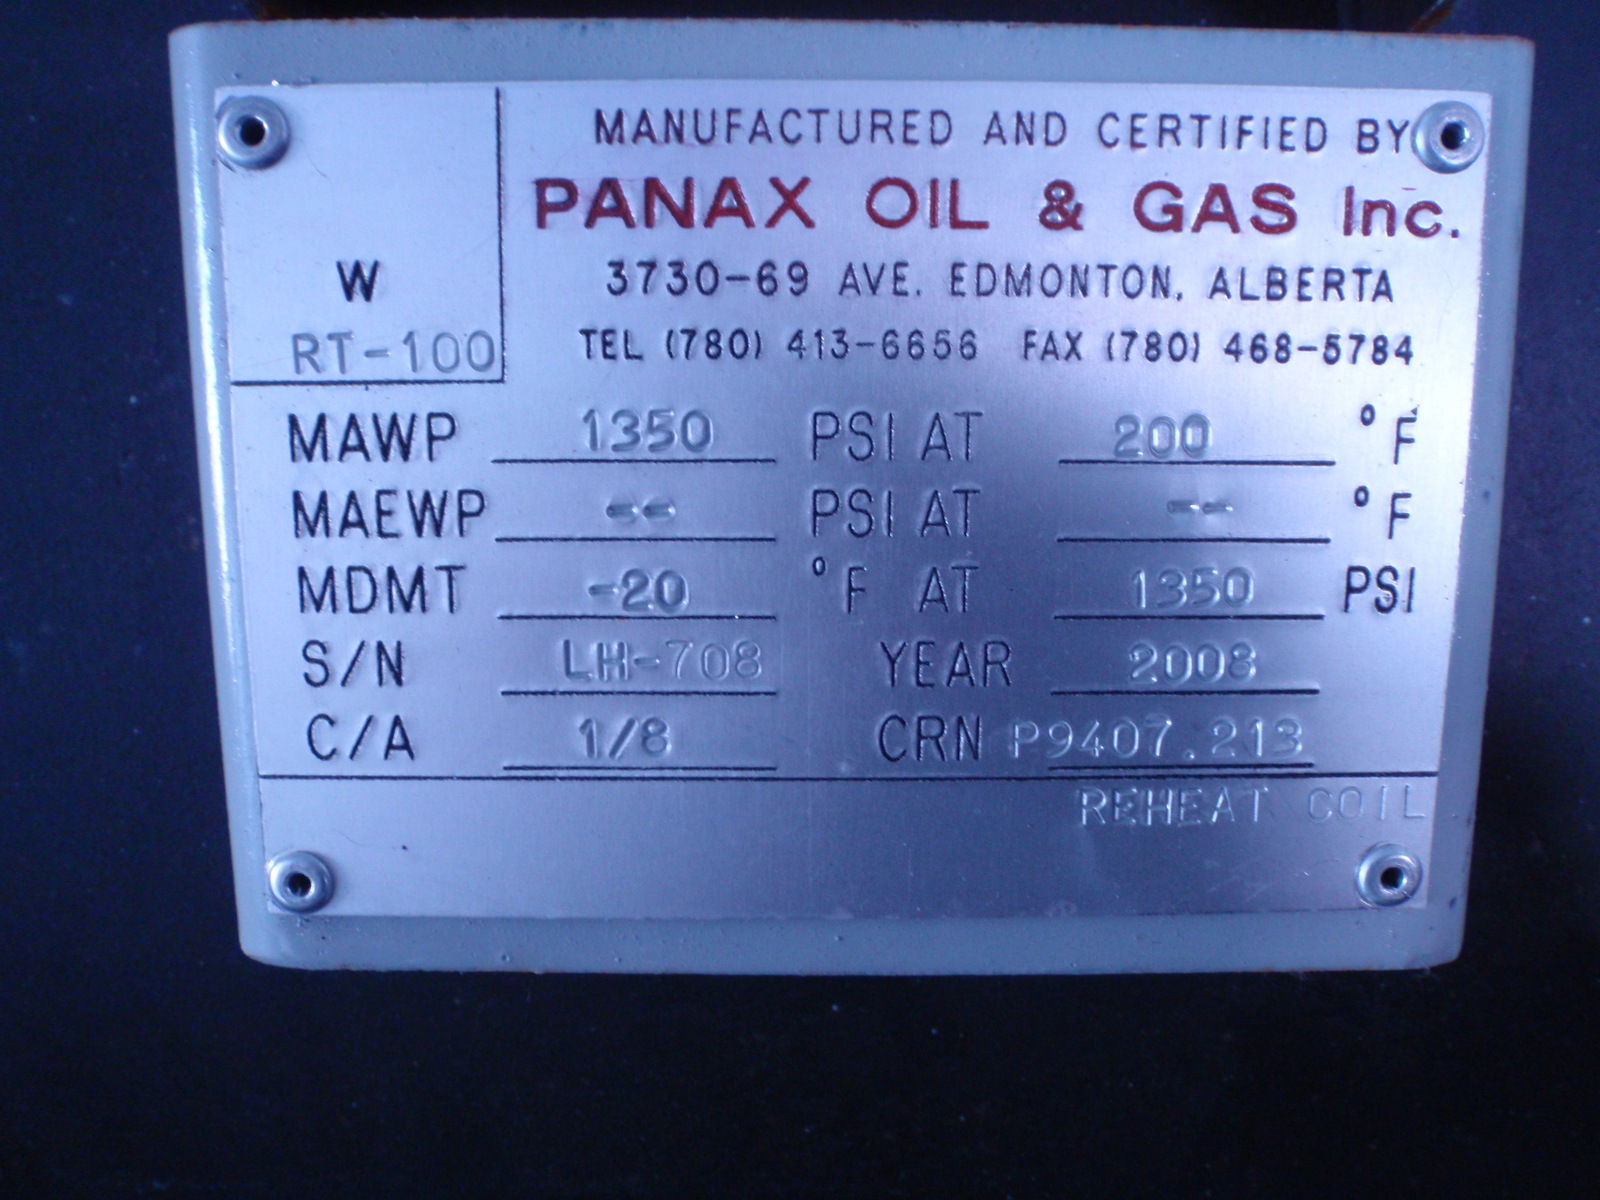 MANUFACTURED AND CERTIFIED BY
PANAX OIL & GAS Inc.
3730-69 AVE. EDMONTON, ALBERTA
TEL (780) 413-6656 FAX (780) 468-5784
W
RT-100
MAWP 1350 PSI AT 200 °F
MAEWP -- PSI AT -- °F
MDMT -20 °F AT 1350 PSI
S/N LH-708 YEAR 2008
C/A 1/8 CRN P9407.213
REHEAT COIL